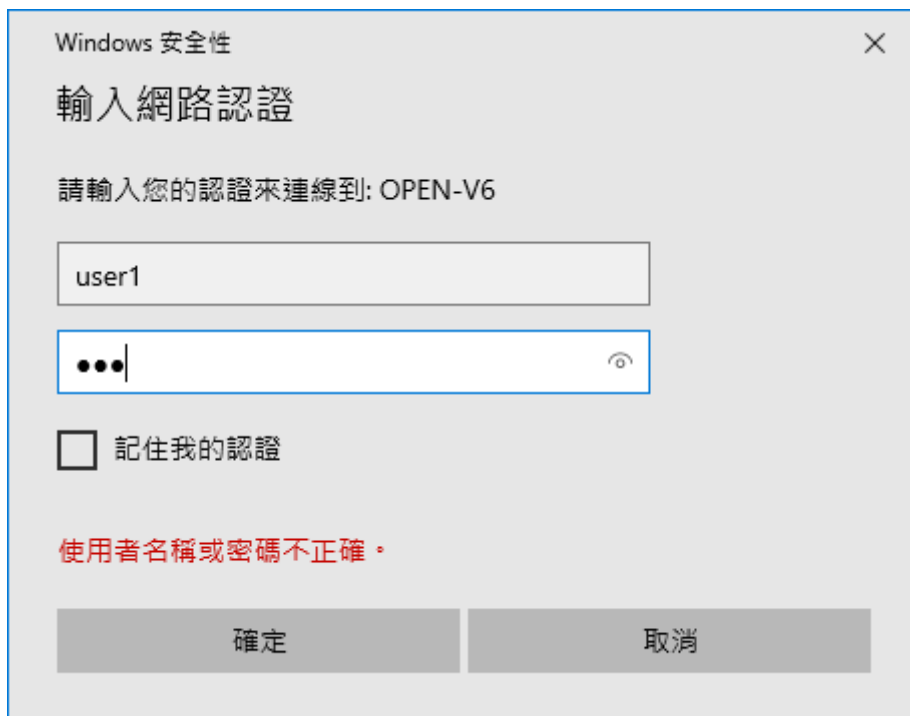 Windows 安全性
輸入網路認證
請輸入您的認證來連線到: OPEN-V6
user1
●●●
記住我的認證
使用者名稱或密碼不正確。
確定
取消